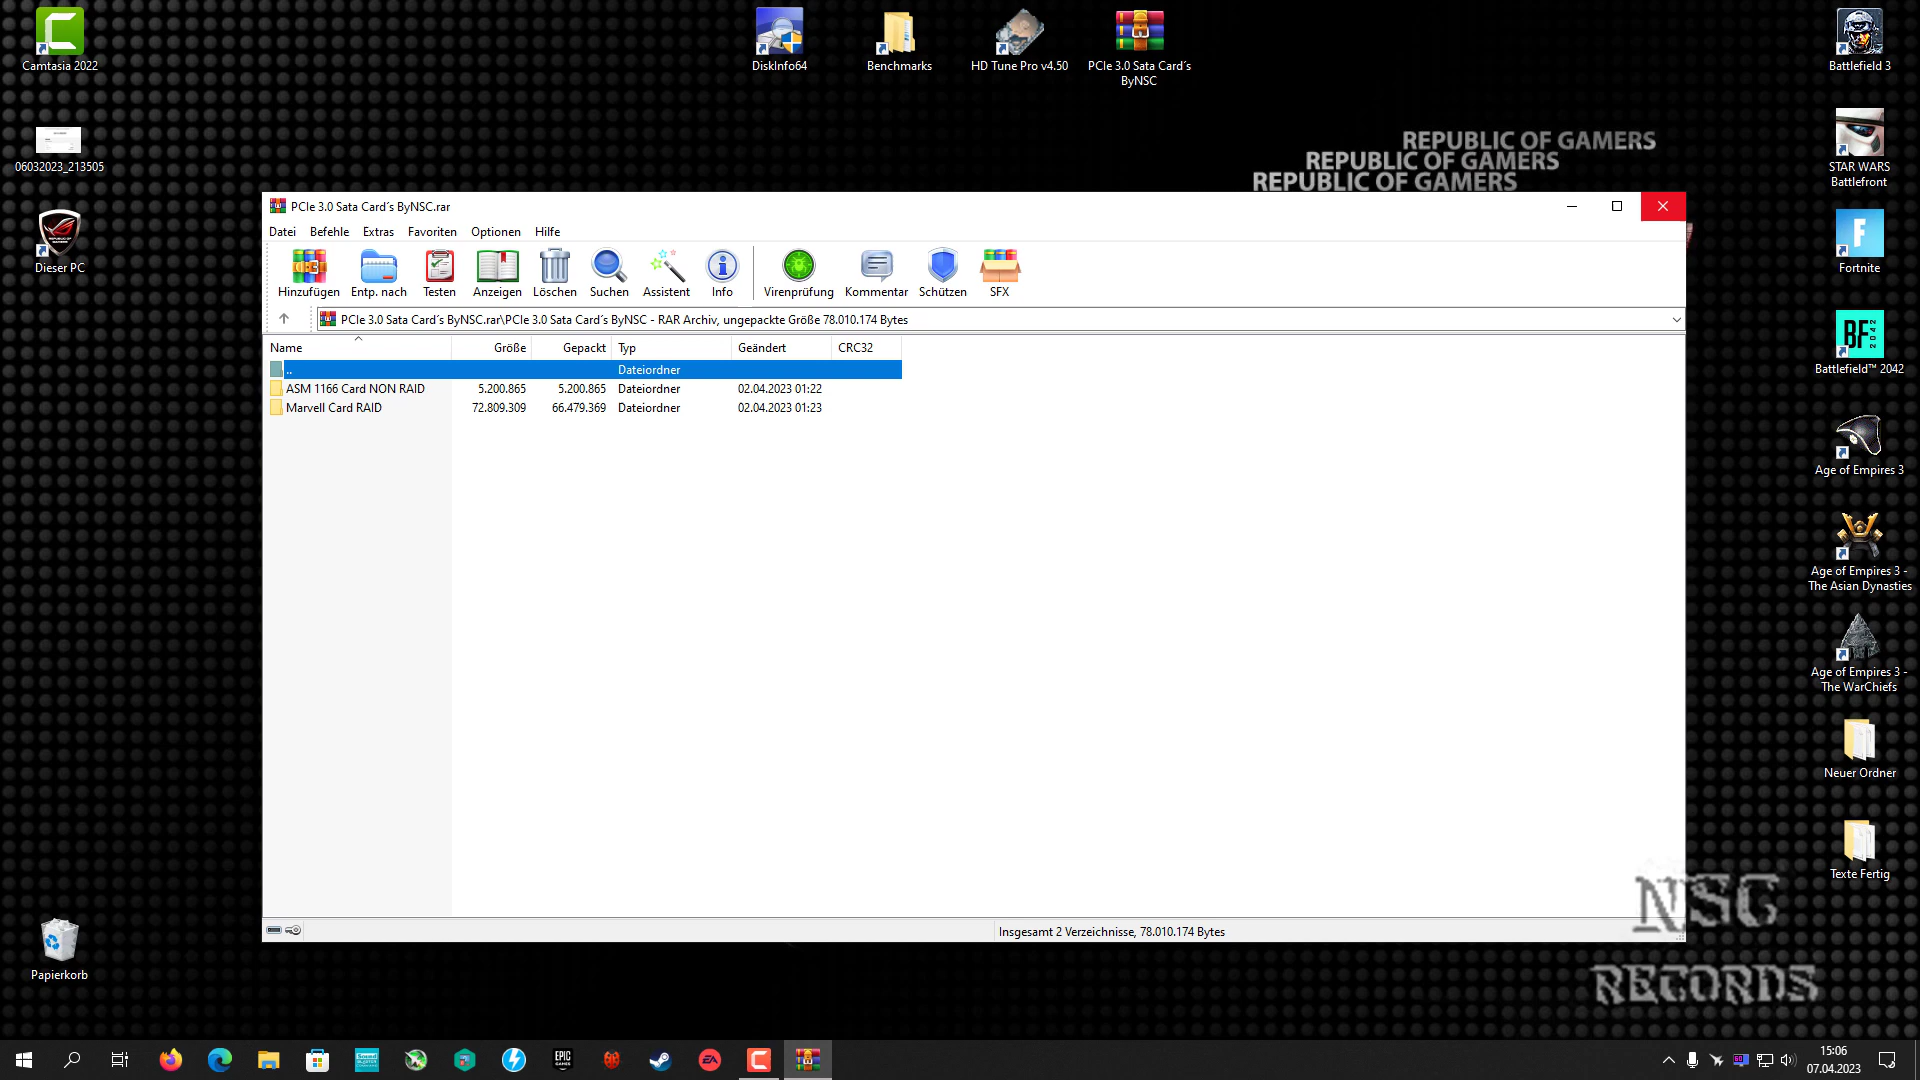 Camtasia 2022
DiskInfo64
Benchmarks
HD Tune Pro v4.50
PCIe 3.0 Sata Card´s
ByNSC
Battlefield 3
06032023_213505
REPUBLIC OF GAMERS
REPUBLIC OF GAMERS
REPUBLIC OF GAMERS
STAR WARS
Battlefront
Dieser PC
Fortnite
BF 2042
Battlefield™ 2042
Age of Empires 3
Age of Empires 3 -
The Asian Dynasties
Age of Empires 3 -
The WarChiefs
Neuer Ordner
Texte Fertig
Papierkorb
PCIe 3.0 Sata Card´s ByNSC.rar
Datei Befehle Extras Favoriten Optionen Hilfe
Hinzufügen Entp. nach Testen Anzeigen Löschen Suchen Assistent Info Virenprüfung Kommentar Schützen SFX
PCIe 3.0 Sata Card´s ByNSC.rar\PCIe 3.0 Sata Card´s ByNSC - RAR Archiv, ungepackte Größe 78.010.174 Bytes
Name Größe Gepackt Typ Geändert CRC32
.. Dateiordner
ASM 1166 Card NON RAID 5.200.865 5.200.865 Dateiordner 02.04.2023 01:22
Marvell Card RAID 72.809.309 66.479.369 Dateiordner 02.04.2023 01:23
Insgesamt 2 Verzeichnisse, 78.010.174 Bytes
NSC
RECORDS
EPIC
GAMES
EA
15:06
07.04.2023